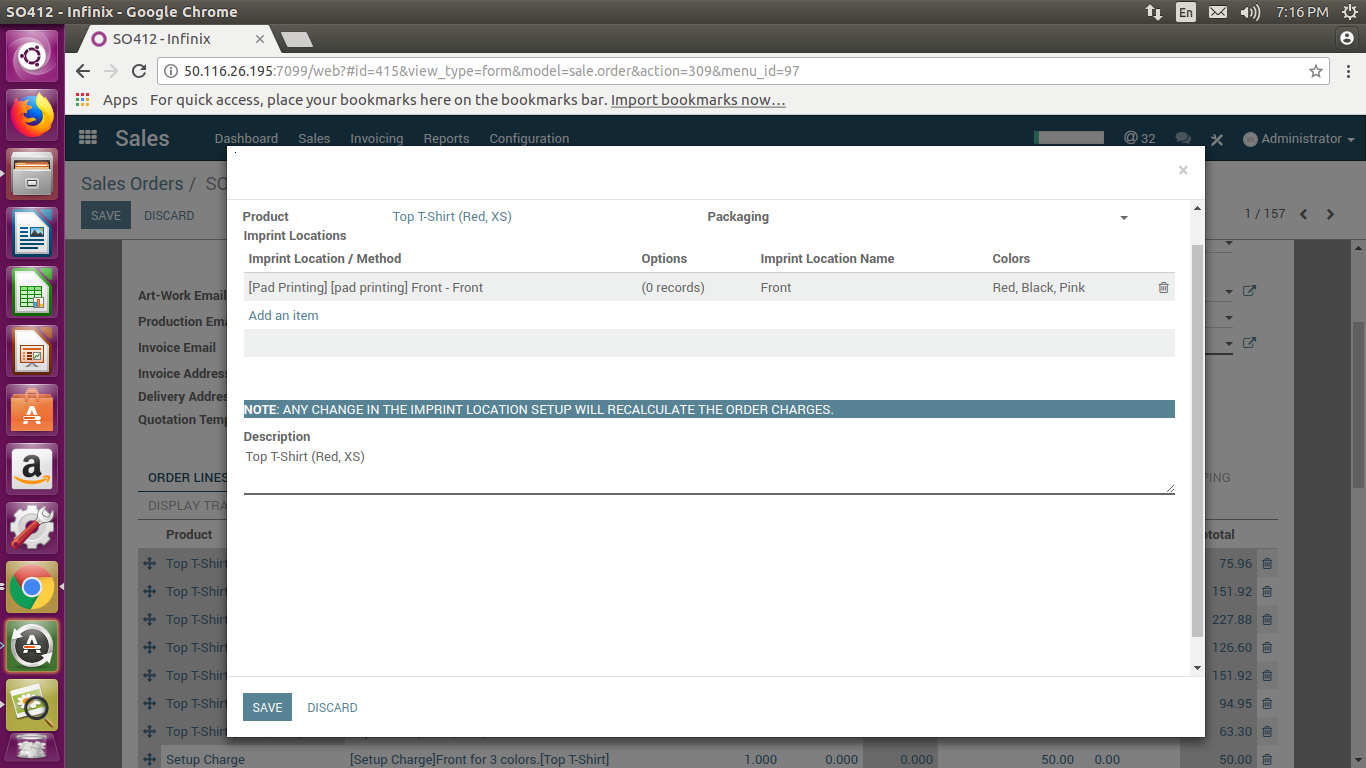 SO412 - Infinix - Google Chrome
En
7:16 PM
SO412 - Infinix
50.116.26.195:7099/web?#id=415&view_type=form&model=sale.order&action=309&menu_id=97
Apps For quick access, place your bookmarks here on the bookmarks bar. Import bookmarks now…
Sales Dashboard Sales Invoicing Reports Configuration @ 32 Administrator
Sales Orders / SO
SAVE DISCARD 1 / 157
×
Product Top T-Shirt (Red, XS) Packaging
Imprint Locations
Imprint Location / Method Options Imprint Location Name Colors
[Pad Printing] [pad printing] Front - Front (0 records) Front Red, Black, Pink
Add an item
NOTE: ANY CHANGE IN THE IMPRINT LOCATION SETUP WILL RECALCULATE THE ORDER CHARGES.
Description
Top T-Shirt (Red, XS)
SAVE DISCARD
Art-Work Email
Production Ema
Invoice Email
Invoice Address
Delivery Address
Quotation Temp
ORDER LINES PING
DISPLAY TRA
Product total
Top T-Shirt 75.96
Top T-Shirt 151.92
Top T-Shirt 227.88
Top T-Shirt 126.60
Top T-Shirt 151.92
Top T-Shirt 94.95
Top T-Shirt 63.30
Setup Charge [Setup Charge]Front for 3 colors.[Top T-Shirt] 1.000 0.000 0.000 50.00 0.00 50.00